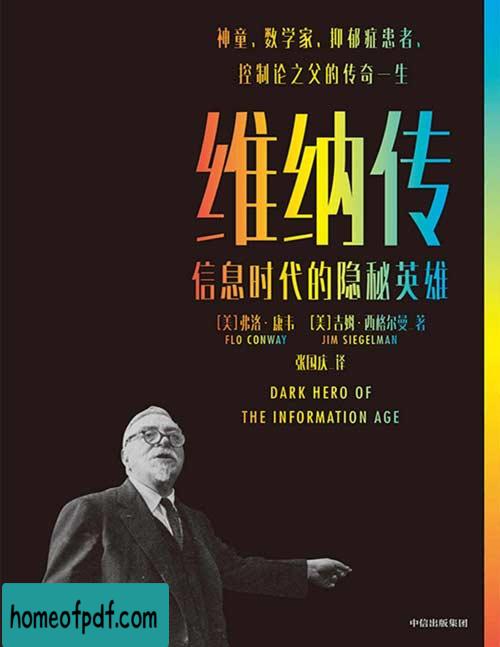 神童、数学家、抑郁症患者、
控制论之父的传奇一生
维纳传
信息时代的隐秘英雄
[美]弗洛·康韦 [美]吉姆·西格尔曼_著
FLO CONWAY JIM SIEGELMAN
张国庆_译
DARK HERO OF
THE INFORMATION AGE
homeofpdf.com
中信出版集团